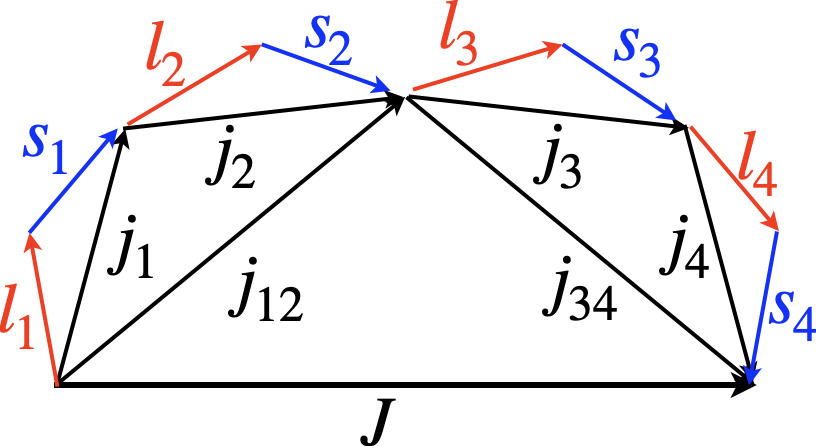 l₂ s₂ l₃ s₃
s₁ j₂ j₃ l₄
j₁ j₄
l₁ j₁₂ j₃₄ s₄
J